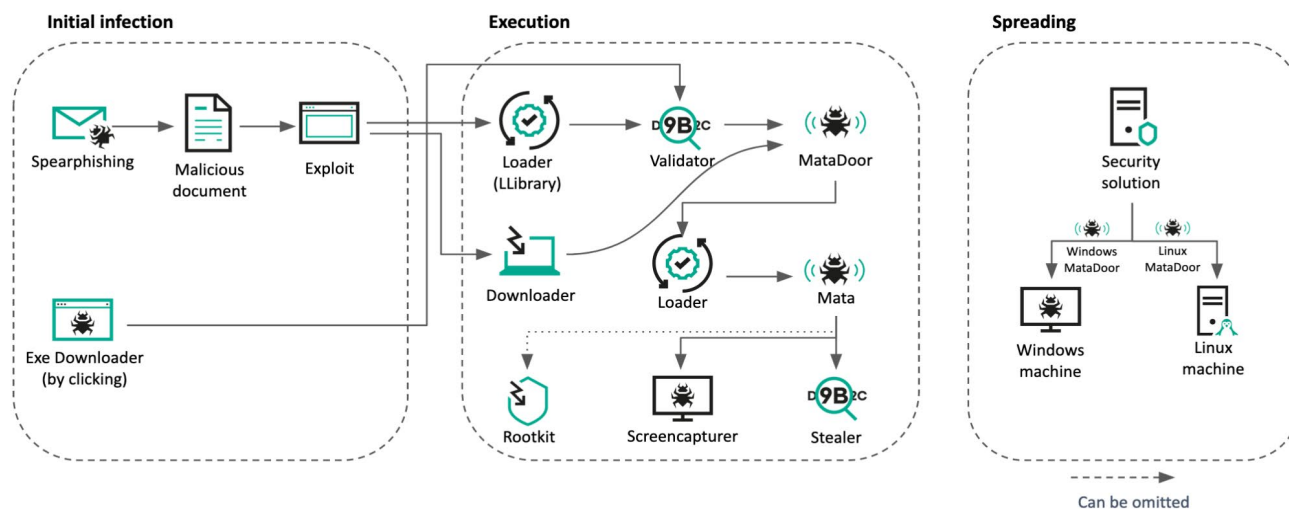 Initial infection
Execution
Spreading
Spearphishing
Malicious
document
Exploit
Exe Downloader
(by clicking)
Loader
(LLibrary)
D9B2C
Validator
MataDoor
Downloader
Loader
Mata
Rootkit
Screencapturer
D9B2C
Stealer
Security
solution
Windows
MataDoor
Linux
MataDoor
Windows
machine
Linux
machine
Can be omitted